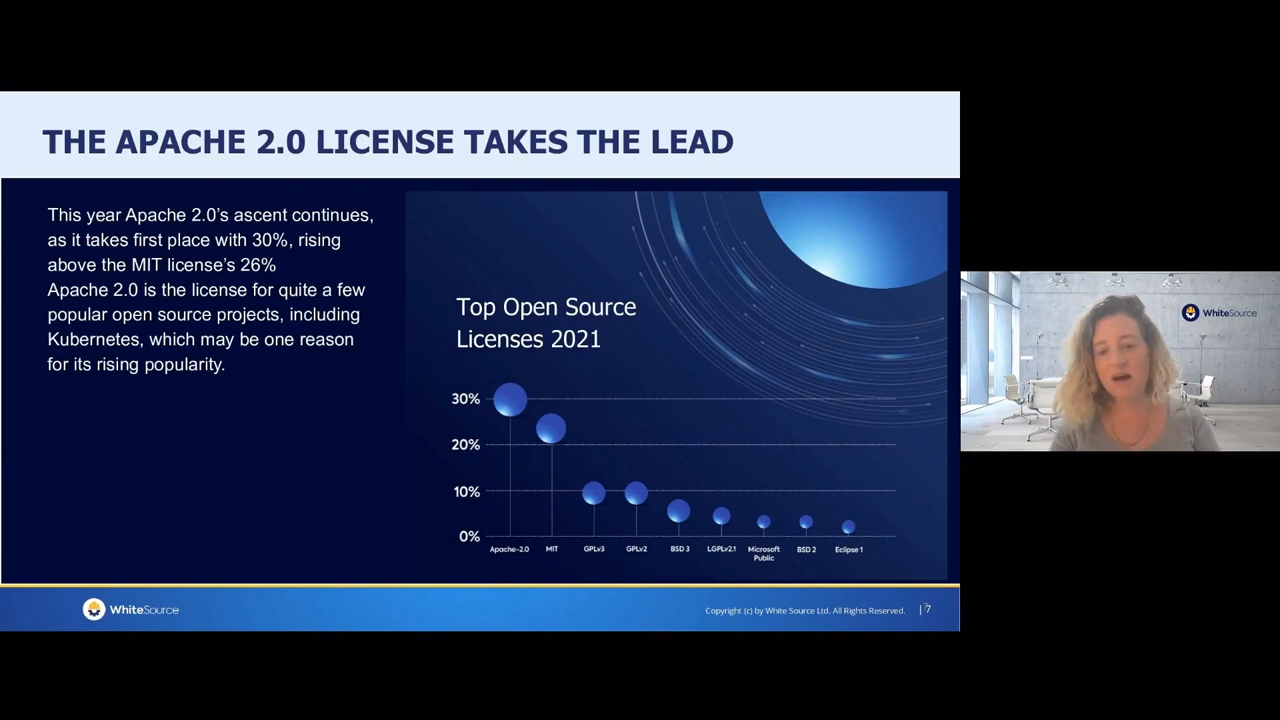 THE APACHE 2.0 LICENSE TAKES THE LEAD
This year Apache 2.0’s ascent continues,
as it takes first place with 30%, rising
above the MIT license’s 26%
Apache 2.0 is the license for quite a few
popular open source projects, including
Kubernetes, which may be one reason
for its rising popularity.
Top Open Source
Licenses 2021
30%
20%
10%
0%
Apache-2.0 MIT GPLv3 GPLv2 BSD 3 LGPLv2.1 Microsoft Public BSD 2 Eclipse 1
WhiteSource
Copyright (c) by White Source Ltd. All Rights Reserved. | 7
WhiteSource